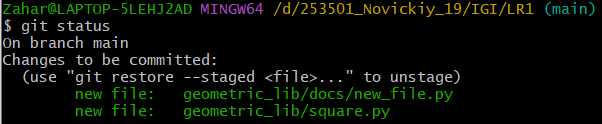 Zahar@LAPTOP-5LEHJ2AD MINGW64 /d/253501_Novickiy_19/IGI/LR1 (main)
$ git status
On branch main
Changes to be committed:
  (use "git restore --staged <file>..." to unstage)
        new file:   geometric_lib/docs/new_file.py
        new file:   geometric_lib/square.py